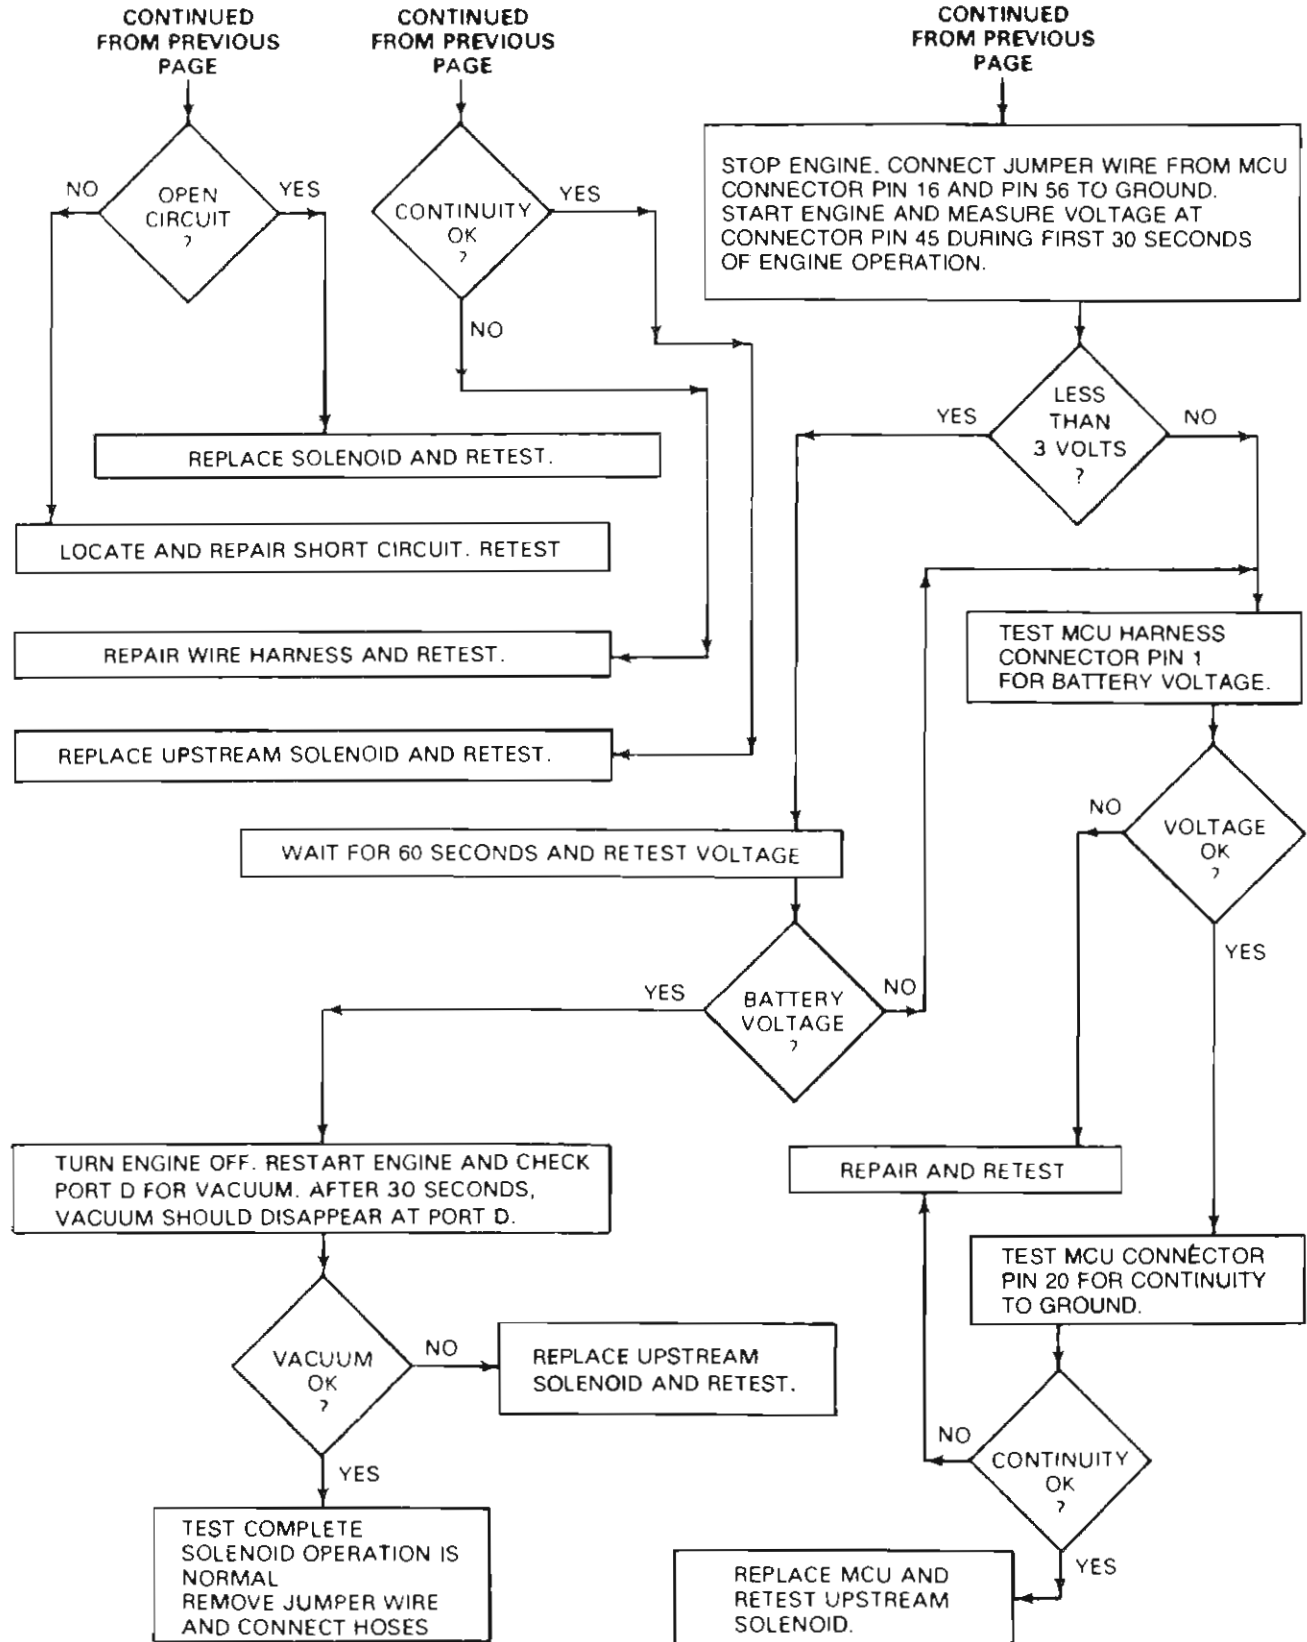 CONTINUED
FROM PREVIOUS
PAGE
CONTINUED
FROM PREVIOUS
PAGE
CONTINUED
FROM PREVIOUS
PAGE
NO
OPEN
CIRCUIT
?
YES
CONTINUITY
OK
?
YES
NO
STOP ENGINE. CONNECT JUMPER WIRE FROM MCU
CONNECTOR PIN 16 AND PIN 56 TO GROUND.
START ENGINE AND MEASURE VOLTAGE AT
CONNECTOR PIN 45 DURING FIRST 30 SECONDS
OF ENGINE OPERATION.
YES
LESS
THAN
3 VOLTS
?
NO
REPLACE SOLENOID AND RETEST.
LOCATE AND REPAIR SHORT CIRCUIT. RETEST
REPAIR WIRE HARNESS AND RETEST.
REPLACE UPSTREAM SOLENOID AND RETEST.
TEST MCU HARNESS
CONNECTOR PIN 1
FOR BATTERY VOLTAGE.
NO
VOLTAGE
OK
?
YES
WAIT FOR 60 SECONDS AND RETEST VOLTAGE
YES
BATTERY
VOLTAGE
?
NO
TURN ENGINE OFF. RESTART ENGINE AND CHECK
PORT D FOR VACUUM. AFTER 30 SECONDS,
VACUUM SHOULD DISAPPEAR AT PORT D.
REPAIR AND RETEST
TEST MCU CONNECTOR
PIN 20 FOR CONTINUITY
TO GROUND.
VACUUM
OK
?
NO
REPLACE UPSTREAM
SOLENOID AND RETEST.
YES
NO
CONTINUITY
OK
?
YES
TEST COMPLETE
SOLENOID OPERATION IS
NORMAL
REMOVE JUMPER WIRE
AND CONNECT HOSES
REPLACE MCU AND
RETEST UPSTREAM
SOLENOID.